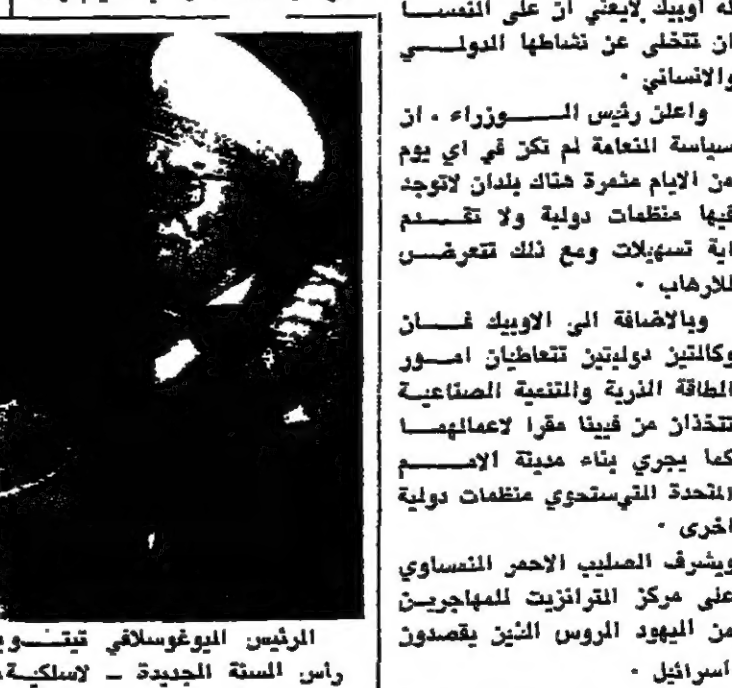 له اوبيك لايعني ان على النمسا
ان تتخلى عن نشاطها الدولي
والانساني ٠
واعلن رئيس الوزراء ٠ ان
سياسة النعامة لم تكن في اي يوم
من الايام مثمرة هناك بلدان لاتوجد
فيها منظمات دولية ولا تقدم
اية تسهيلات ومع ذلك تتعرض
للارهاب ٠
وبالاضافة الى الاوبيك فان
وكالتين دوليتين تتعاطيان امور
الطاقة الذرية والتنمية الصناعية
تتخذان من فيينا مقرا لاعمالهما
كما يجري بناء مدينة الامم
المتحدة التي ستحوي منظمات دولية
اخرى ٠
ويشرف الصليب الاحمر النمساوي
على مركز الترانزيت للمهاجرين
من اليهود الروس الذين يقصدون
اسرائيل ٠
الرئيس اليوغوسلافي تيتو
رأس السنة الجديدة ــ لاسلكية